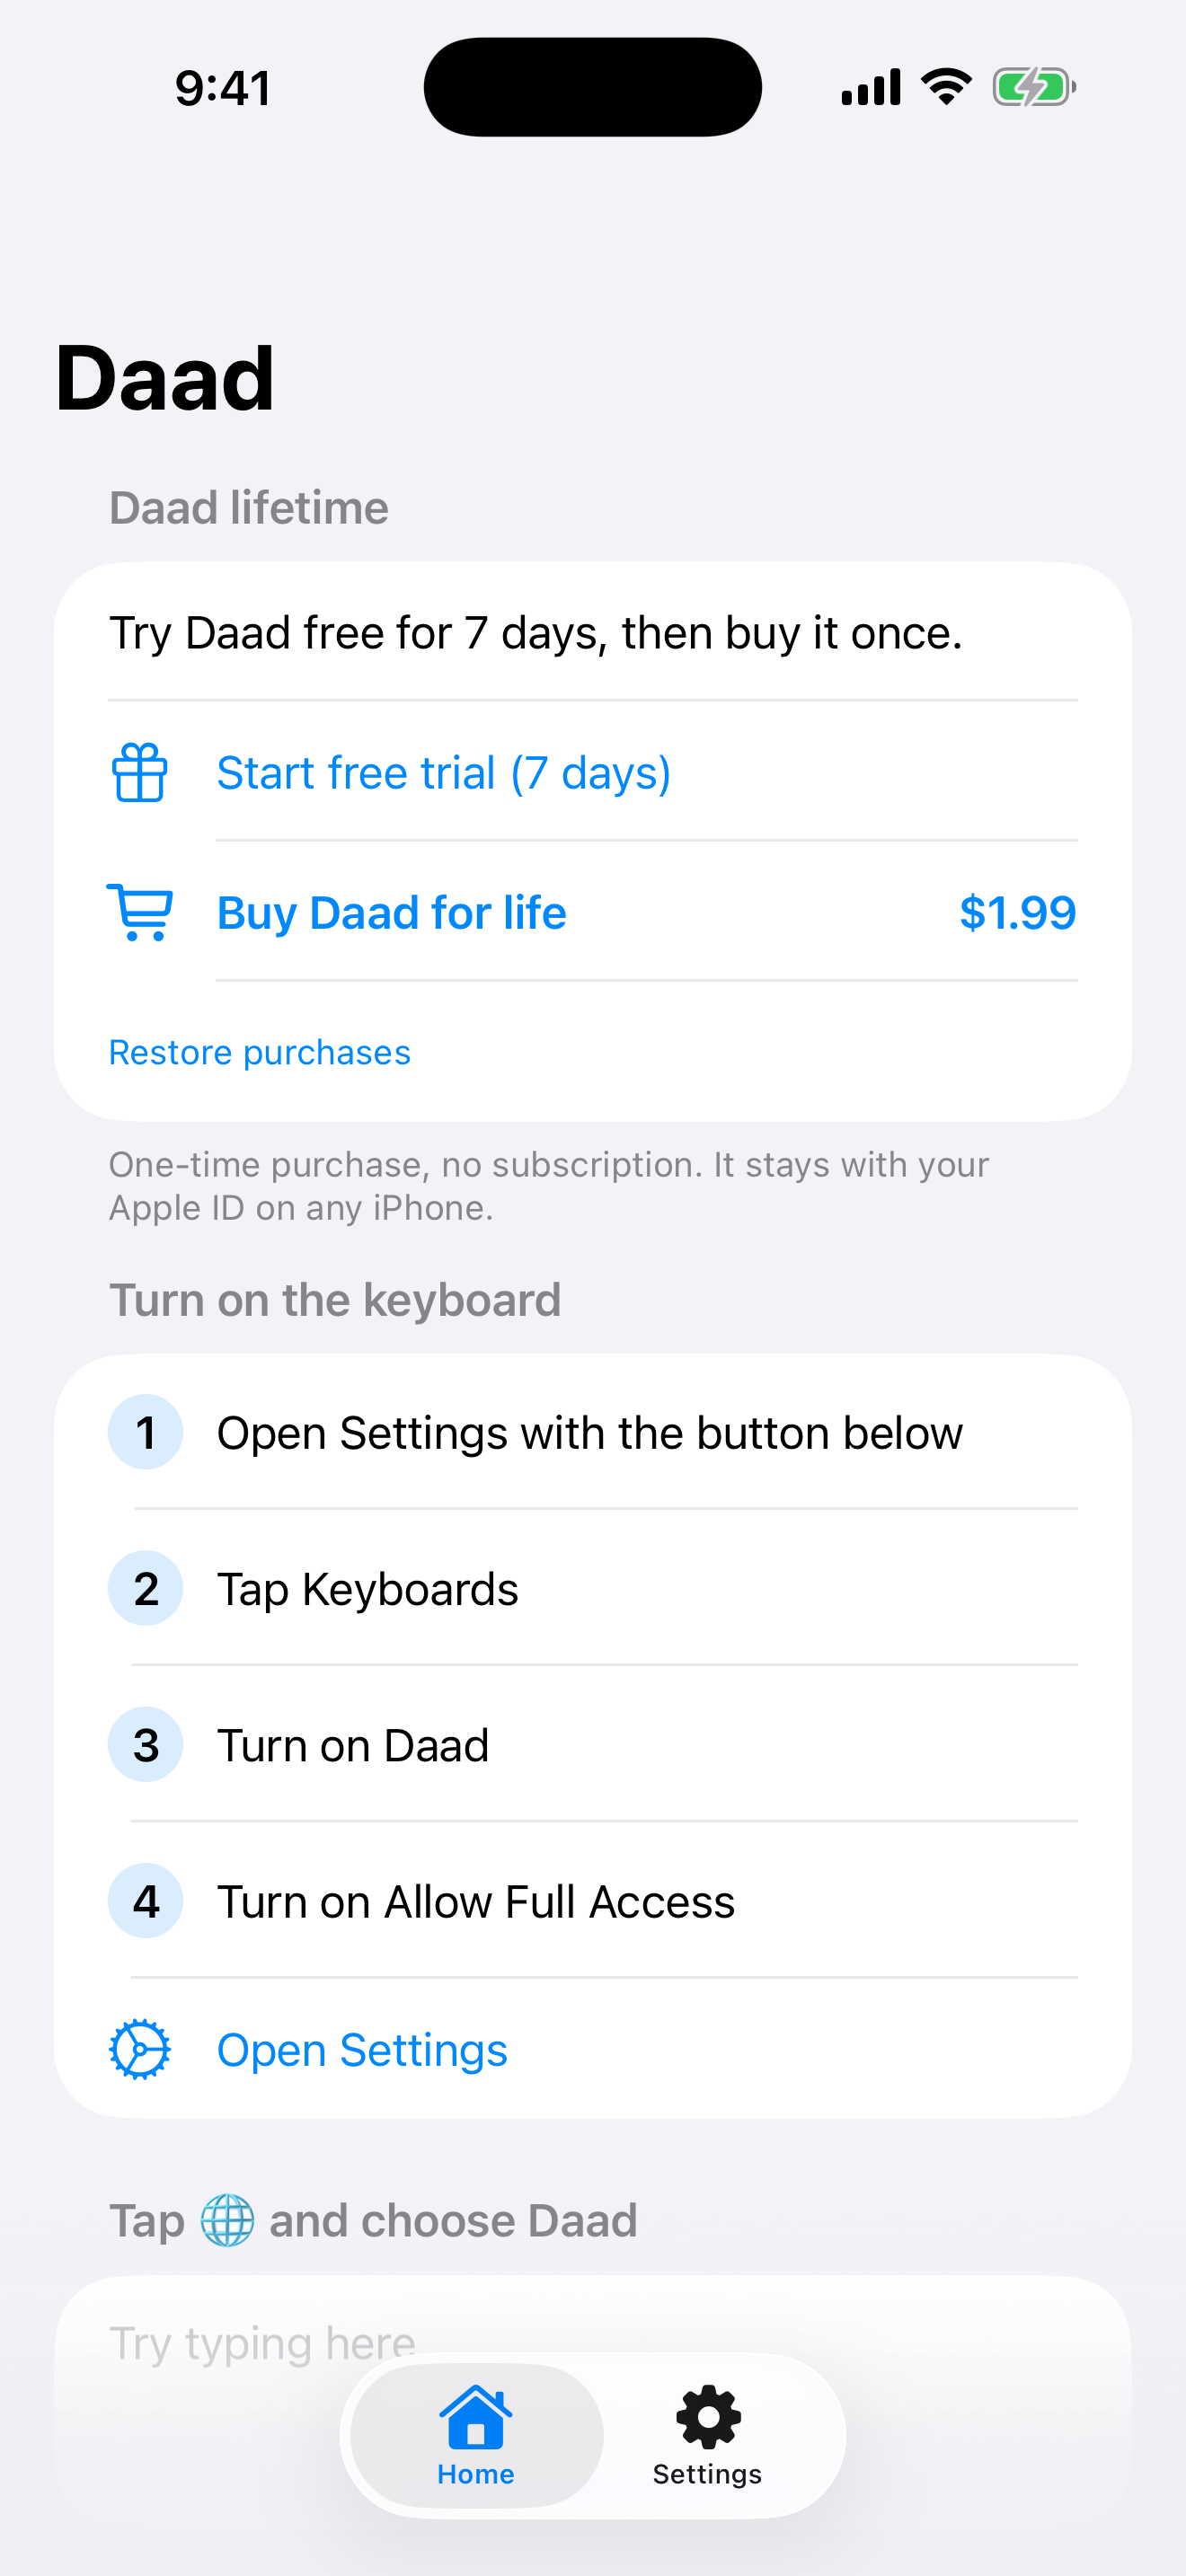 9:41
Daad
Daad lifetime
Try Daad free for 7 days, then buy it once.
Start free trial (7 days)
Buy Daad for life $1.99
Restore purchases
One-time purchase, no subscription. It stays with your
Apple ID on any iPhone.
Turn on the keyboard
1 Open Settings with the button below
2 Tap Keyboards
3 Turn on Daad
4 Turn on Allow Full Access
Open Settings
Tap 🌐 and choose Daad
Try typing here
Home Settings